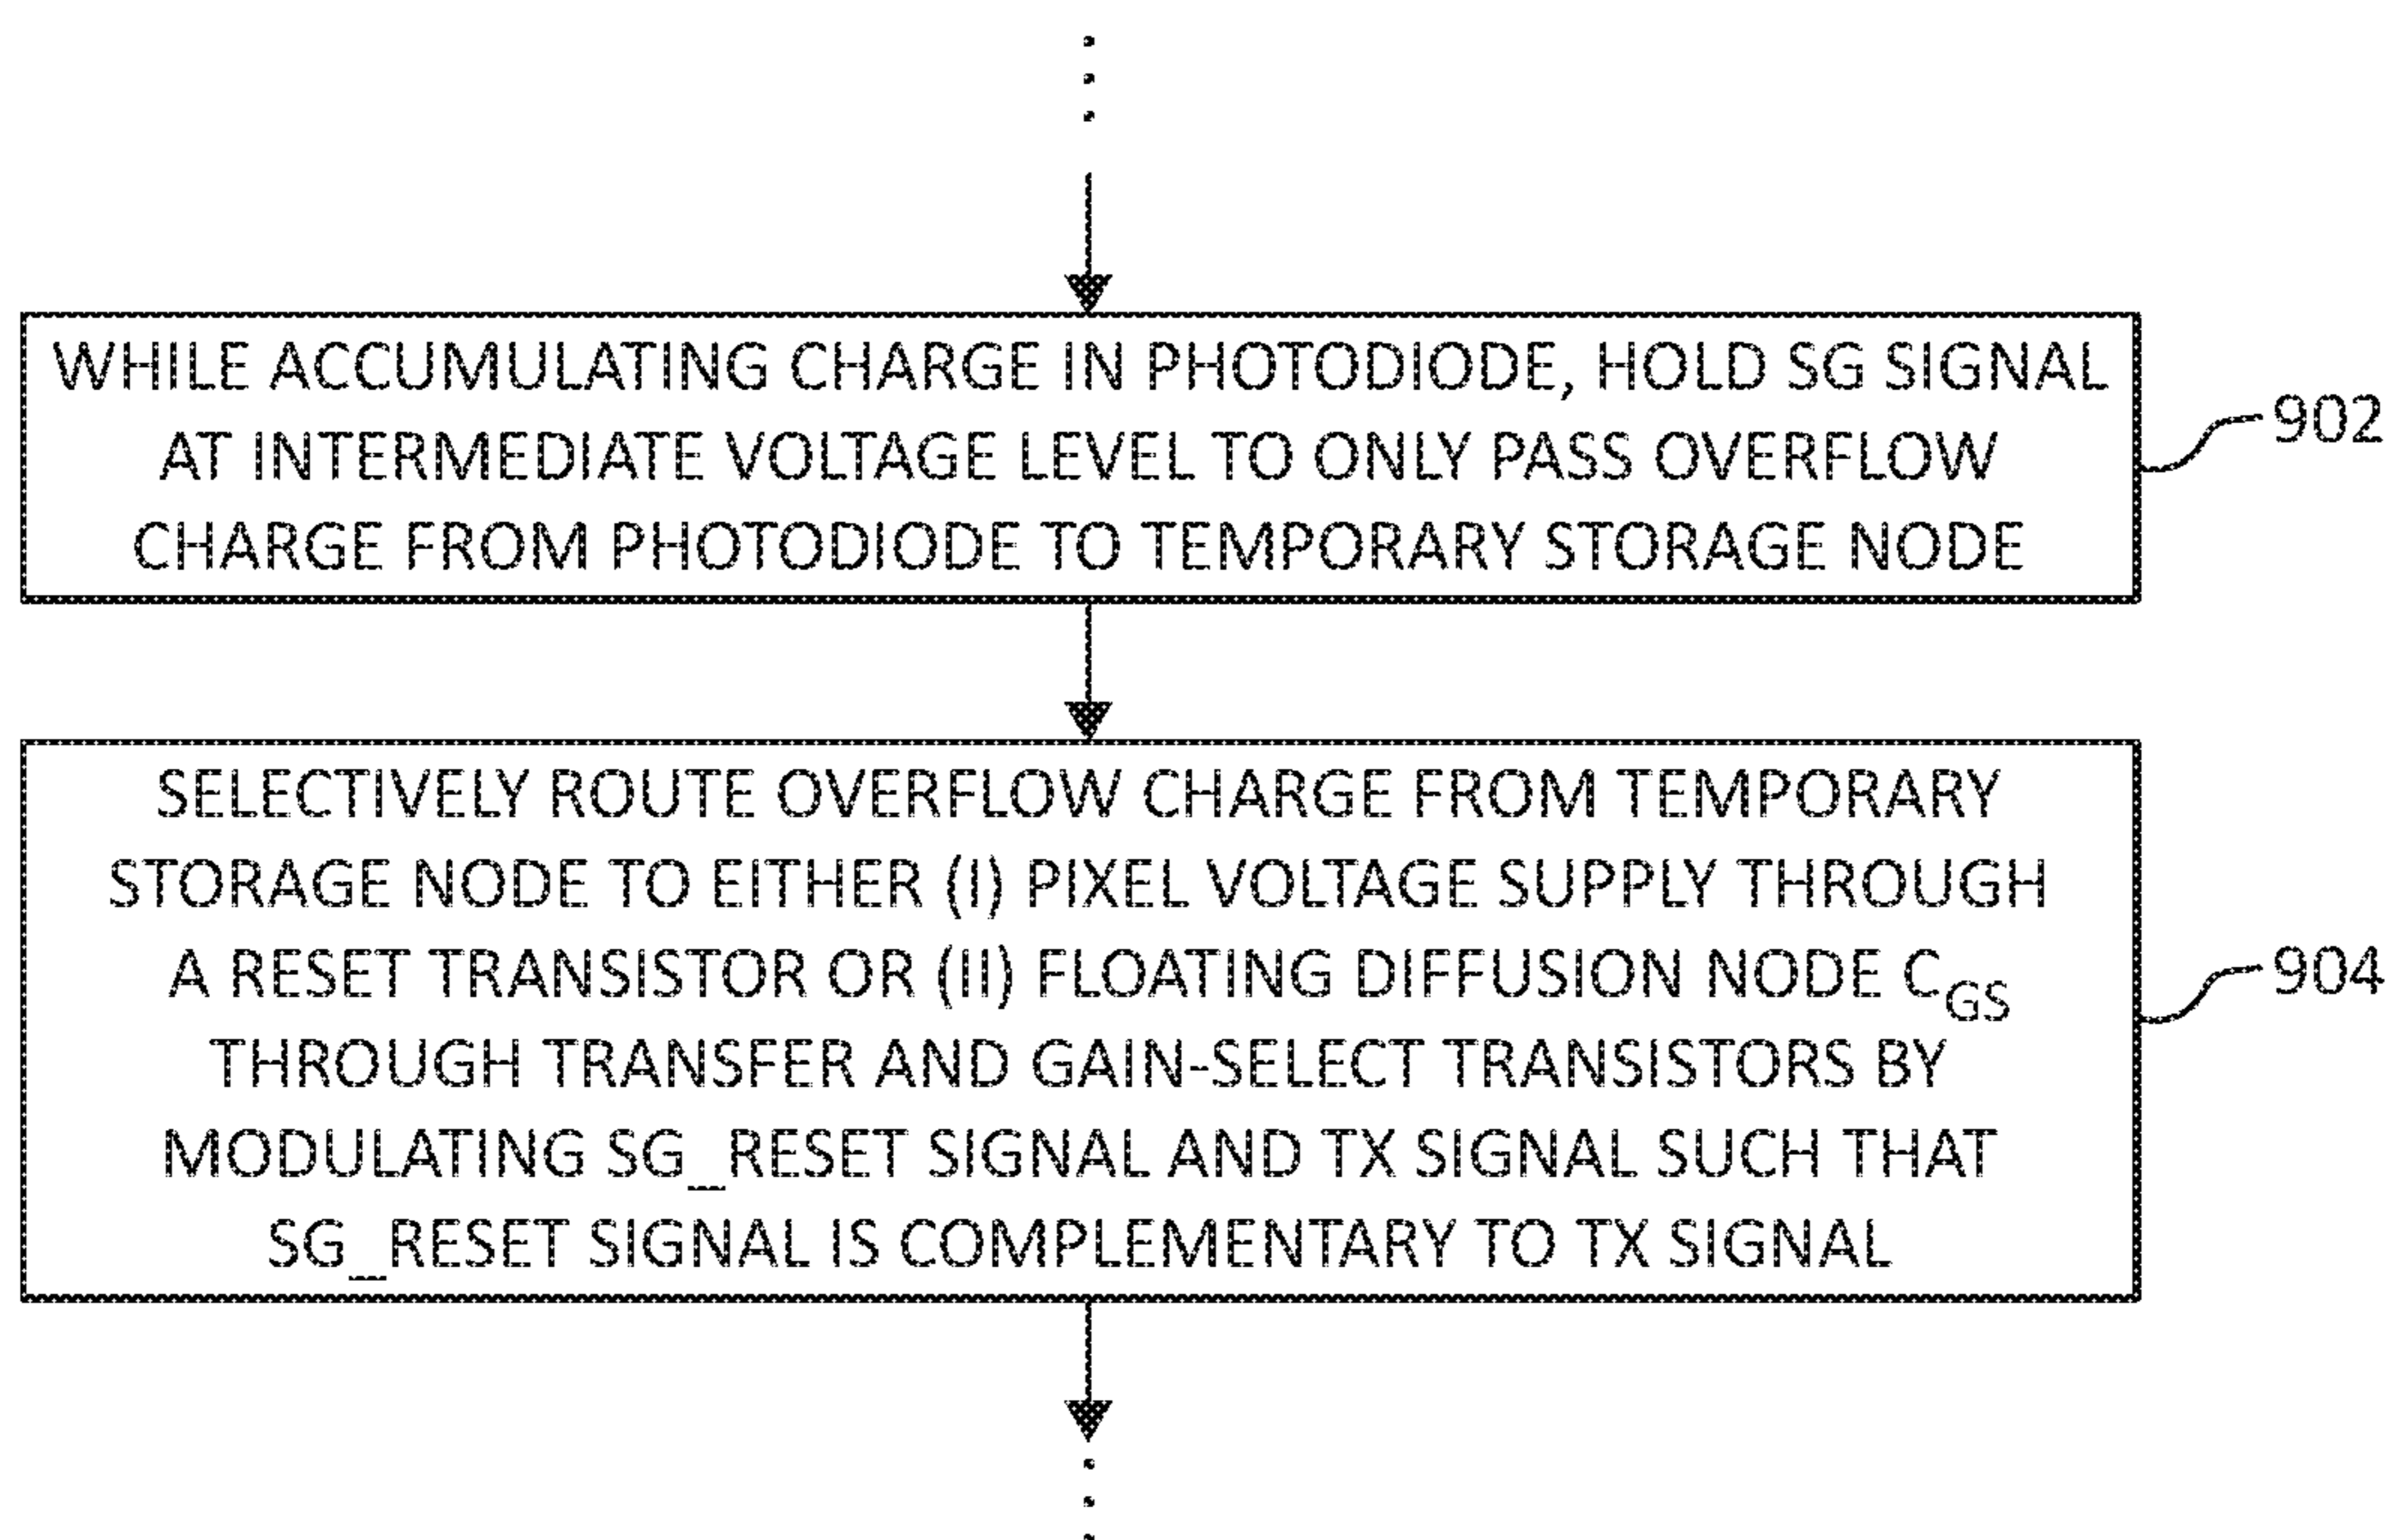 WHILE ACCUMULATING CHARGE IN PHOTODIODE, HOLD SG SIGNAL
AT INTERMEDIATE VOLTAGE LEVEL TO ONLY PASS OVERFLOW
CHARGE FROM PHOTODIODE TO TEMPORARY STORAGE NODE
902
SELECTIVELY ROUTE OVERFLOW CHARGE FROM TEMPORARY
STORAGE NODE TO EITHER (I) PIXEL VOLTAGE SUPPLY THROUGH
A RESET TRANSISTOR OR (II) FLOATING DIFFUSION NODE C_GS
THROUGH TRANSFER AND GAIN-SELECT TRANSISTORS BY
MODULATING SG_RESET SIGNAL AND TX SIGNAL SUCH THAT
SG_RESET SIGNAL IS COMPLEMENTARY TO TX SIGNAL
904